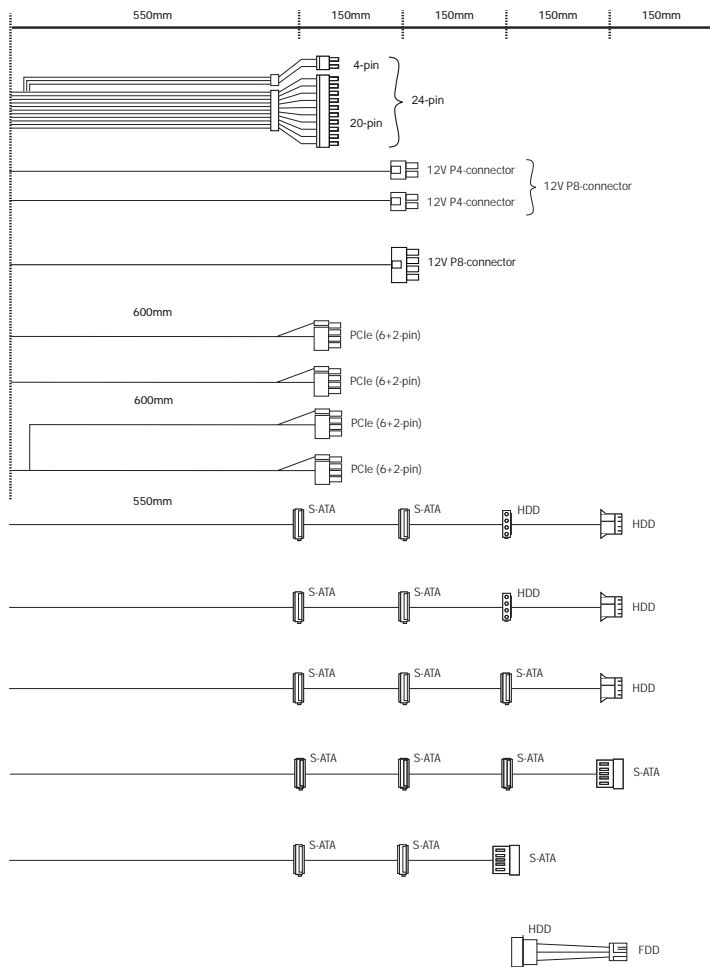 550mm 150mm 150mm 150mm 150mm
4-pin
24-pin
20-pin
12V P4-connector
12V P8-connector
12V P4-connector
12V P8-connector
600mm
PCIe (6+2-pin)
PCIe (6+2-pin)
600mm
PCIe (6+2-pin)
PCIe (6+2-pin)
550mm
S-ATA S-ATA HDD HDD
S-ATA S-ATA HDD HDD
S-ATA S-ATA S-ATA HDD
S-ATA S-ATA S-ATA S-ATA
S-ATA S-ATA S-ATA
HDD FDD